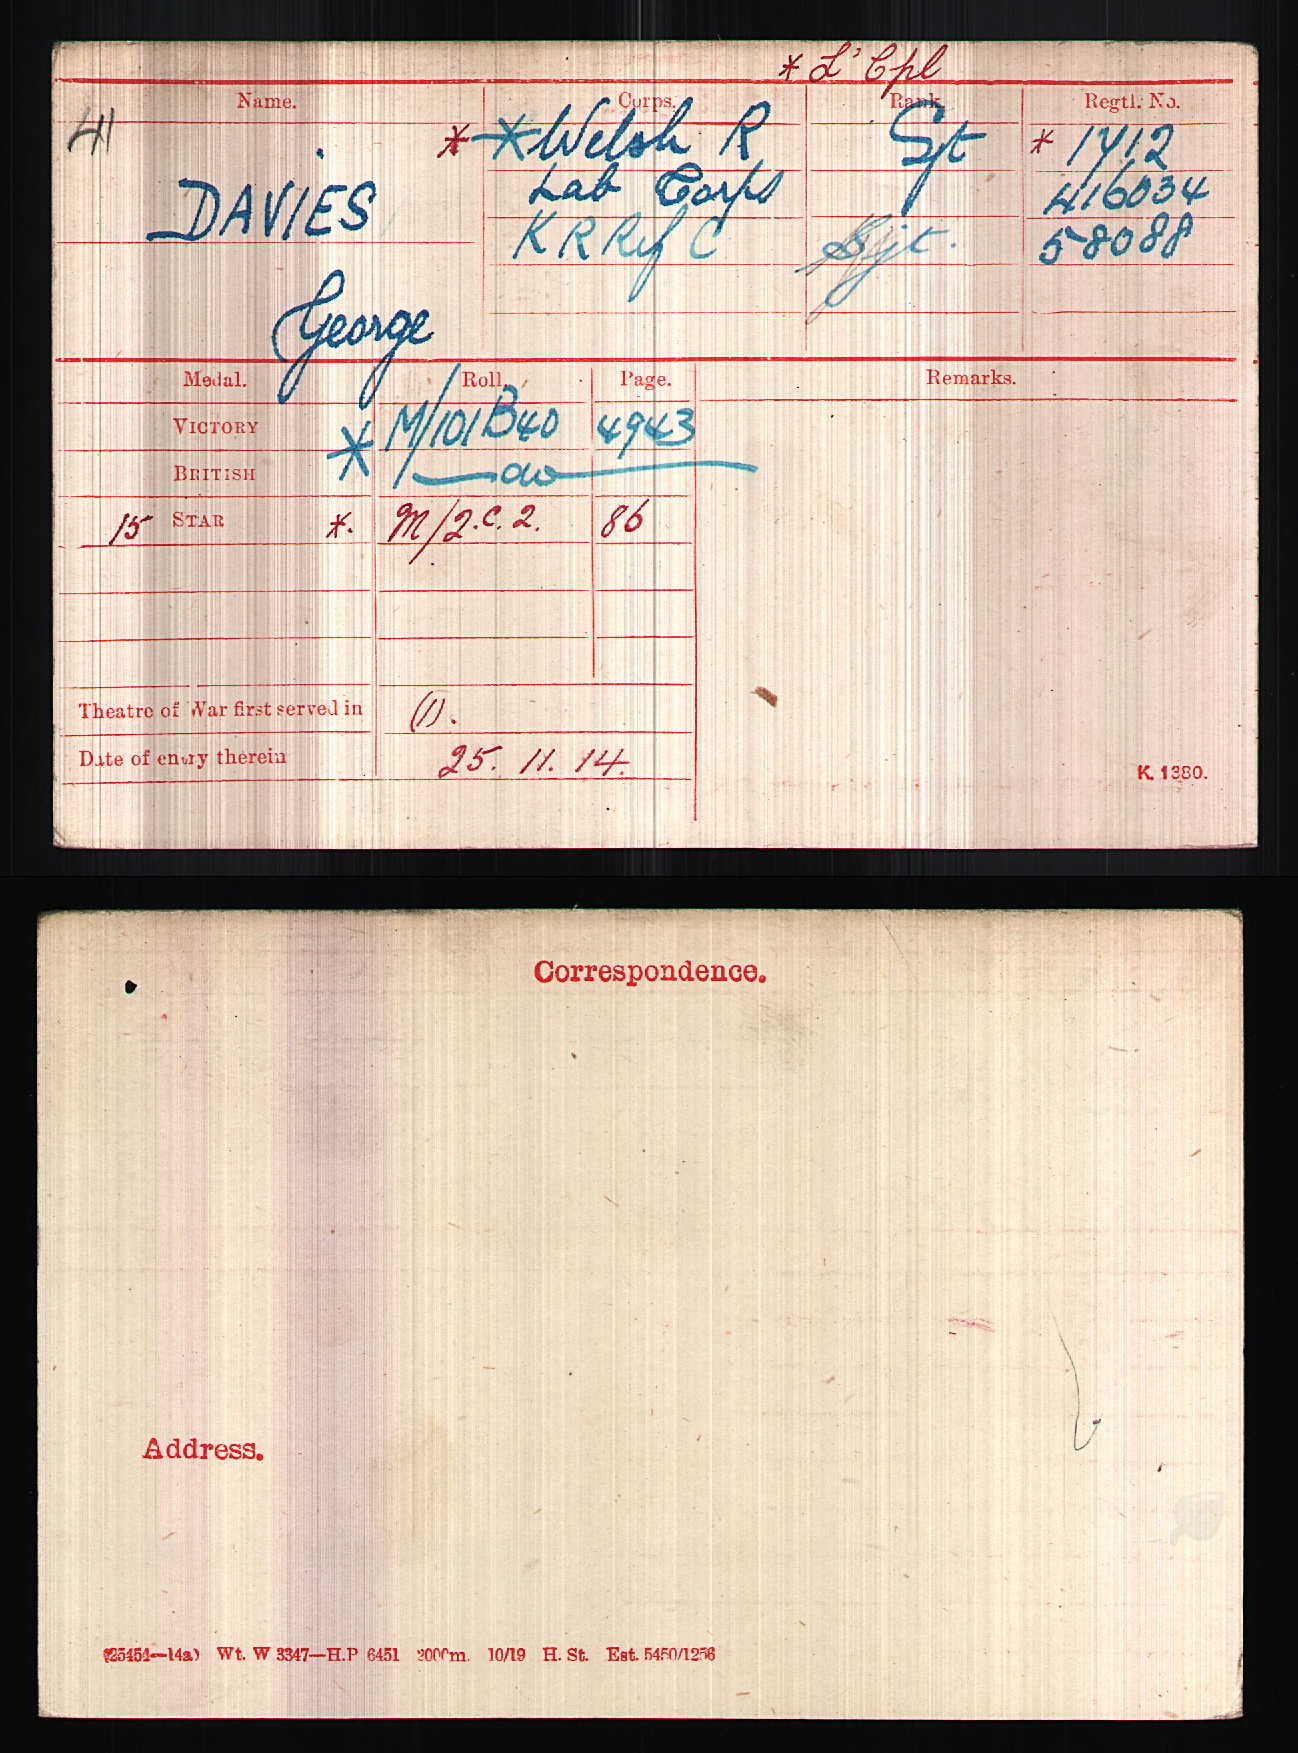 * L'Cpl
Name. Corps. Rank. Regtl. No.
41
* * Welsh R Sjt * 1412
DAVIES Lab Corps 416034
K R Rif C Sjt. 58088
George
Medal. Roll. Page. Remarks.
VICTORY * M/101B40 4943
BRITISH do
15 STAR *. M/2.C.2. 86
Theatre of War first served in (1).
Date of entry therein 25. 11. 14.
K. 1380.
Correspondence.
Address.
(25454—14a) Wt. W 3347—H.P 6451 2000m. 10/19 H. St. Est. 5450/1256